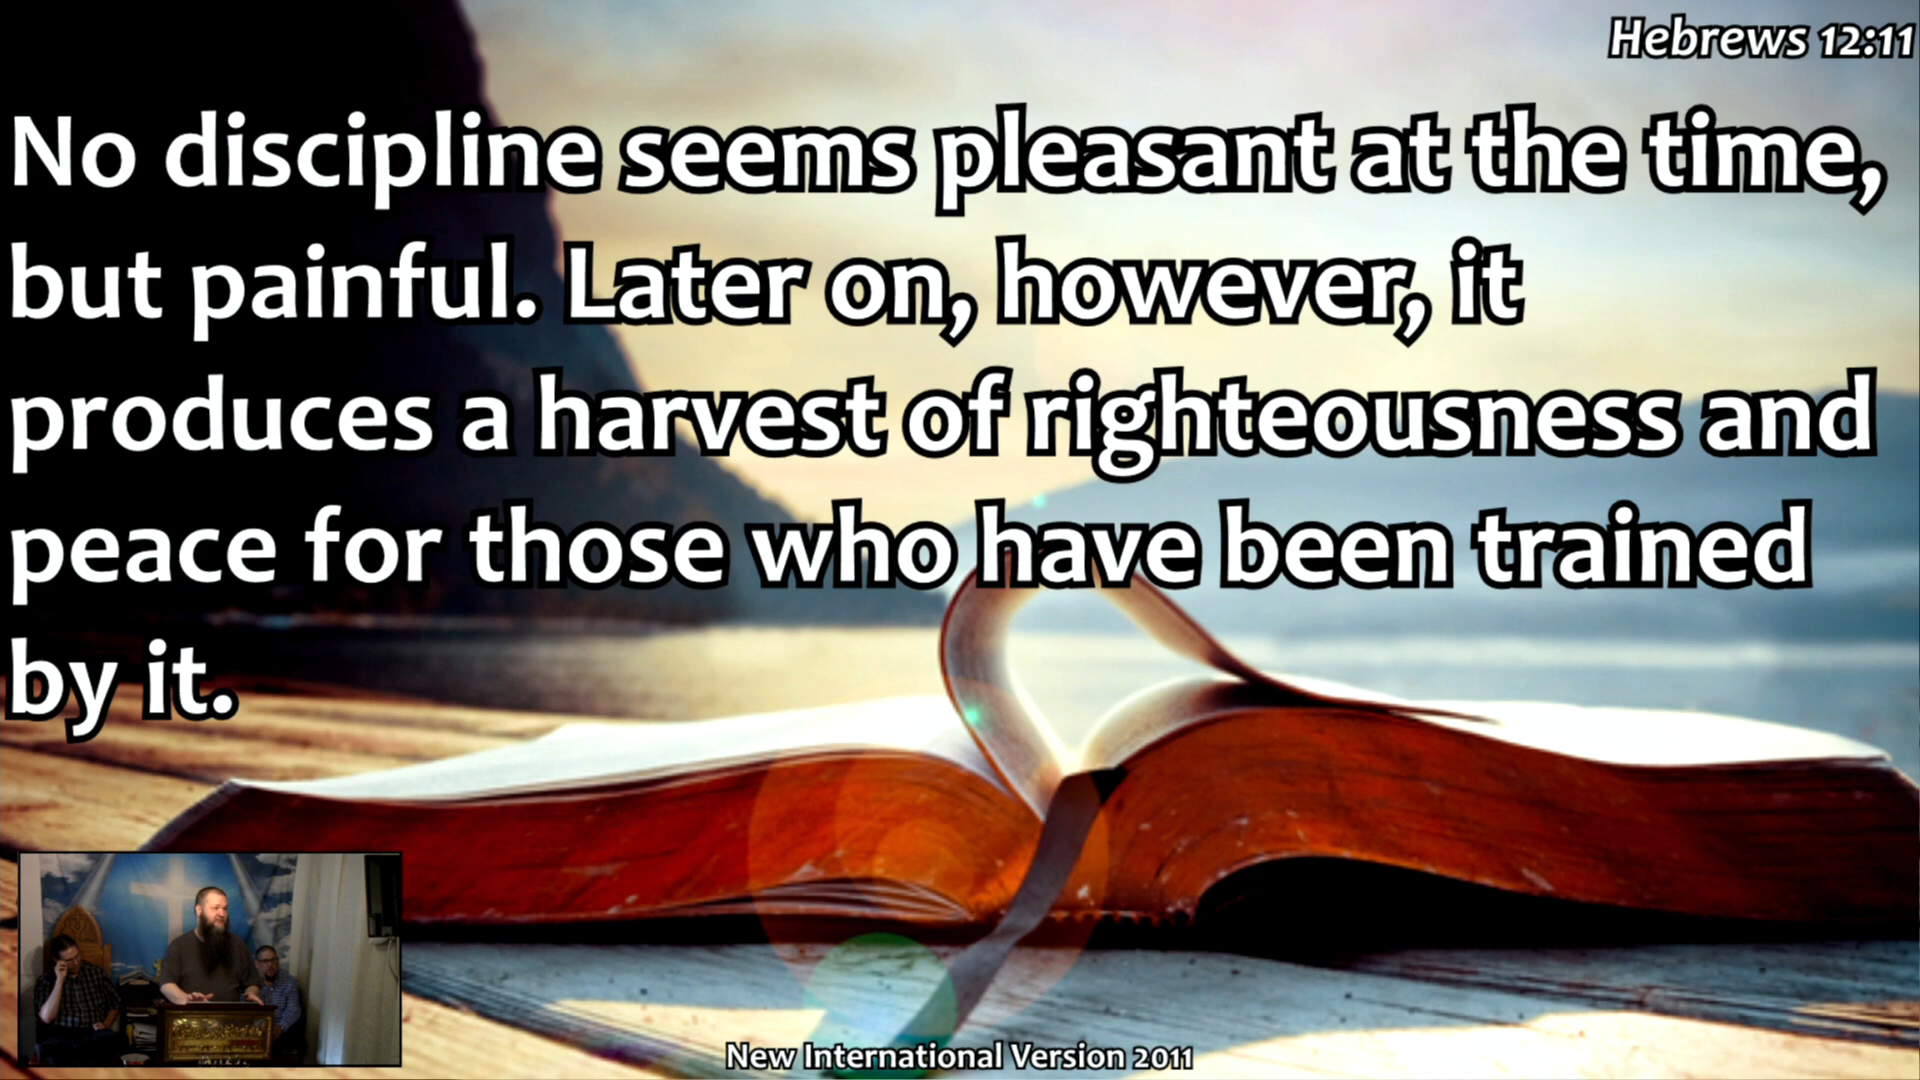 Hebrews 12:11
No discipline seems pleasant at the time,
but painful. Later on, however, it
produces a harvest of righteousness and
peace for those who have been trained
by it.
New International Version 2011